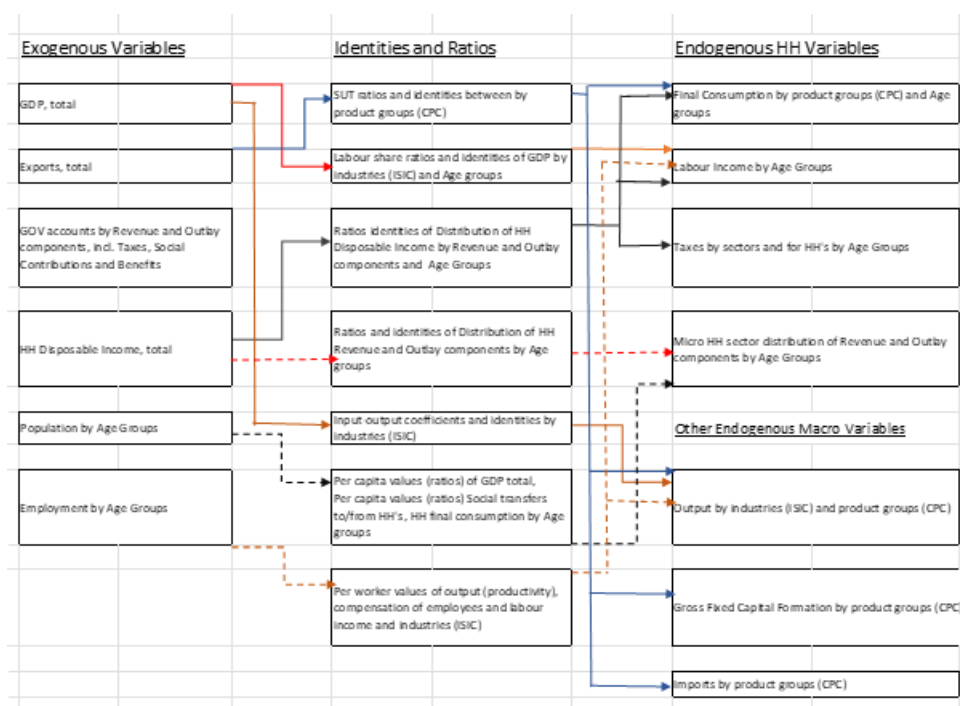 Exogenous Variables
GDP, total
Exports, total
GOV accounts by Revenue and Outlay
components, incl. Taxes, Social
Contributions and Benefits
HH Disposable Income, total
Population by Age Groups
Employment by Age Groups
Identities and Ratios
SUT ratios and identities between by
product groups (CPC)
Labour share ratios and identities of GDP by
industries (ISIC) and Age groups
Ratios identities of Distribution of HH
Disposable Income by Revenue and Outlay
components and Age Groups
Ratios and identities of Distribution of HH
Revenue and Outlay components by Age
groups
Input output coefficients and identities by
industries (ISIC)
Per capita values (ratios) of GDP total,
Per capita values (ratios) Social transfers
to/from HH's, HH final consumption by Age
groups
Per worker values of output (productivity),
compensation of employees and labour
income and industries (ISIC)
Endogenous HH Variables
Final Consumption by product groups (CPC) and Age
groups
Labour Income by Age Groups
Taxes by sectors and for HH's by Age Groups
Micro HH sector distribution of Revenue and Outlay
components by Age Groups
Other Endogenous Macro Variables
Output by industries (ISIC) and product groups (CPC)
Gross Fixed Capital Formation by product groups (CPC
Imports by product groups (CPC)